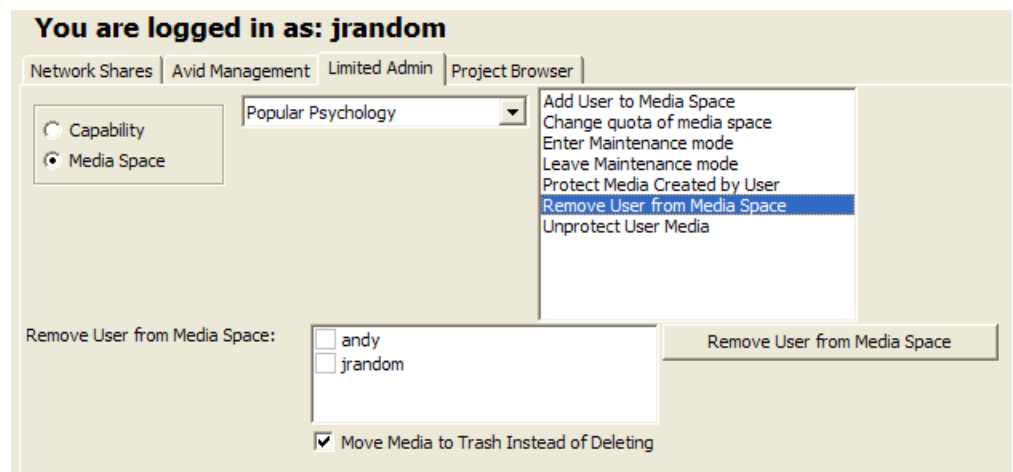 You are logged in as: jrandom
Network Shares
Avid Management
Limited Admin
Project Browser
Capability
Media Space
Popular Psychology
Add User to Media Space
Change quota of media space
Enter Maintenance mode
Leave Maintenance mode
Protect Media Created by User
Remove User from Media Space
Unprotect User Media
Remove User from Media Space:
andy
jrandom
Remove User from Media Space
Move Media to Trash Instead of Deleting